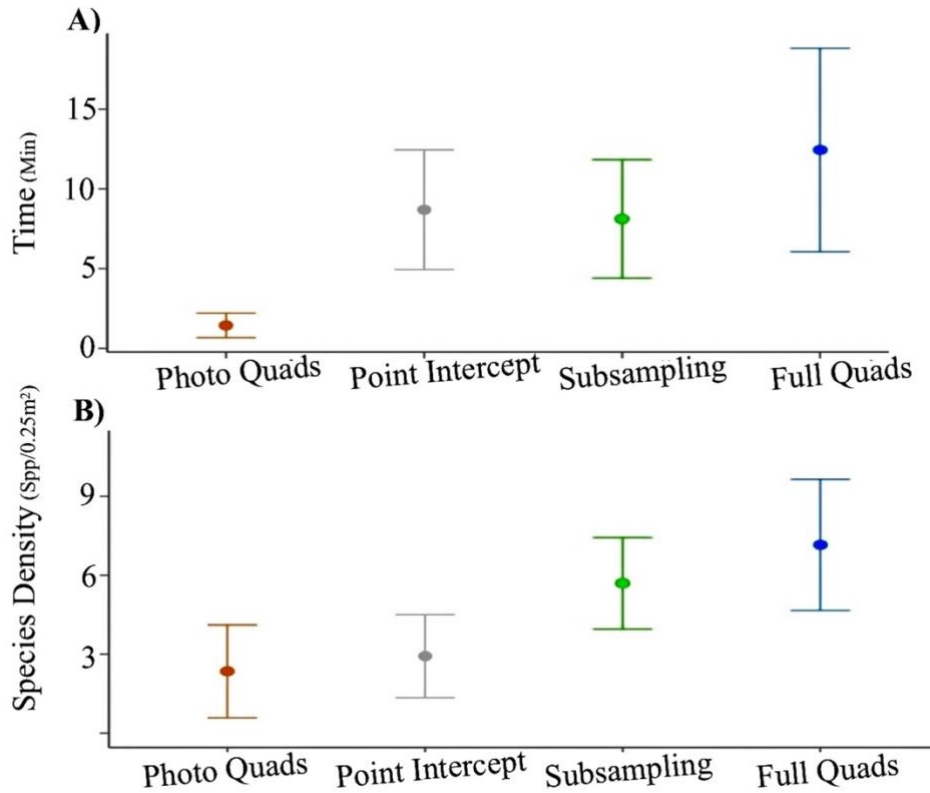 A)
Time (Min)
15
10
5
0
Photo Quads Point Intercept Subsampling Full Quads
B)
Species Density (Spp/0.25m²)
9
6
3
Photo Quads Point Intercept Subsampling Full Quads